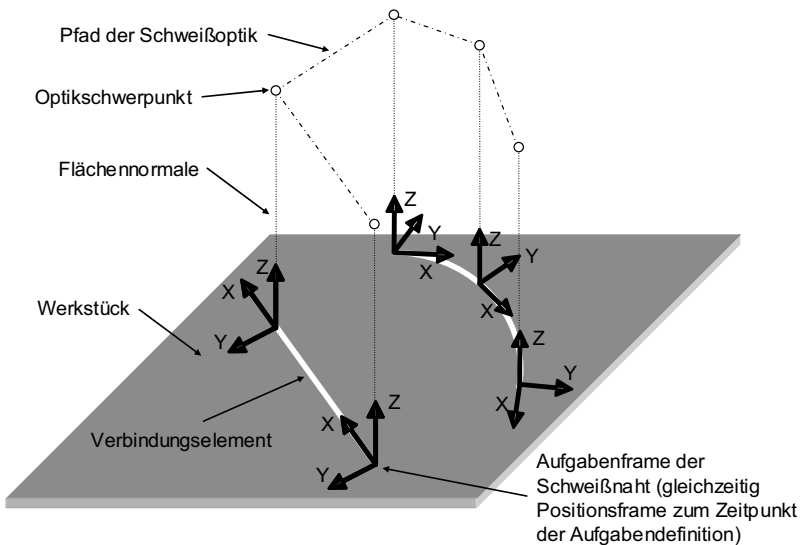 Pfad der Schweißoptik
Optikschwerpunkt
Flächennormale
Z
Y
X
Z
Y
X
Z
X
Y
Werkstück
Z
Y
X
X
Z
Y
Verbindungselement
Aufgabenframe der
Schweißnaht (gleichzeitig
Positionsframe zum Zeitpunkt
der Aufgabendefinition)